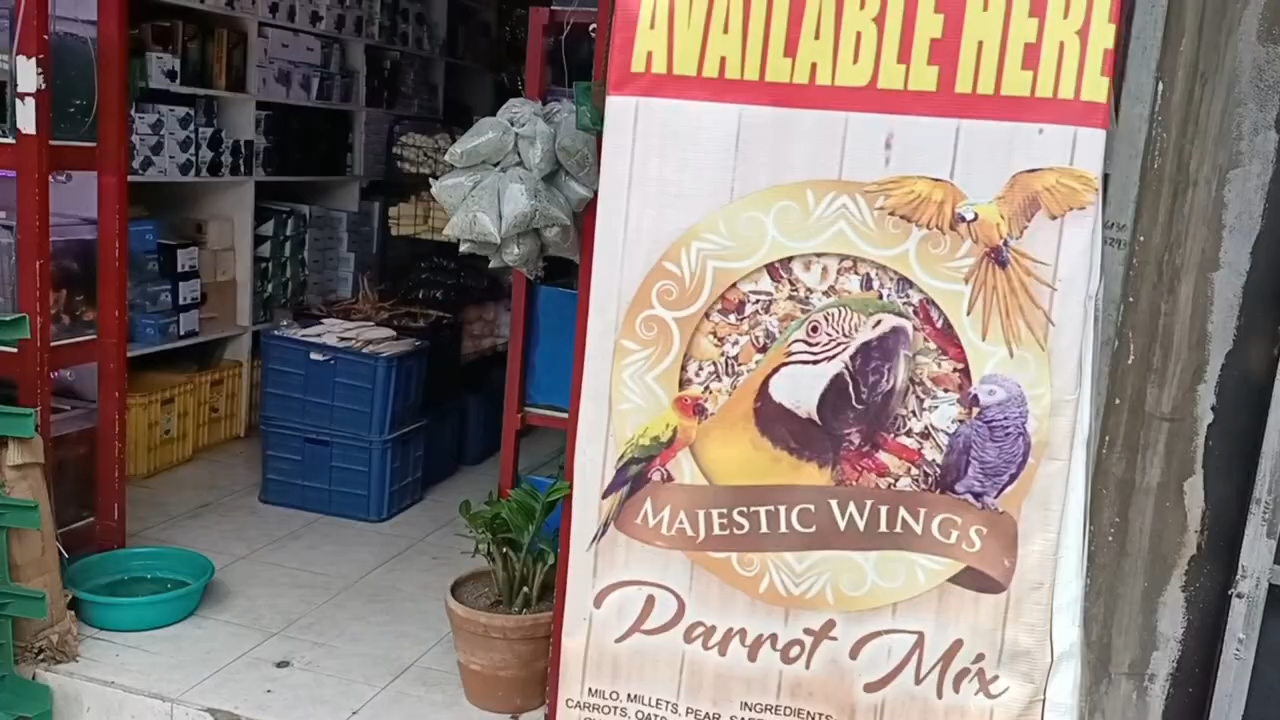 AVAILABLE HERE
MAJESTIC WINGS
Parrot Mix
INGREDIENTS:
MILO, MILLETS, PEAR,
CARROTS, OATS